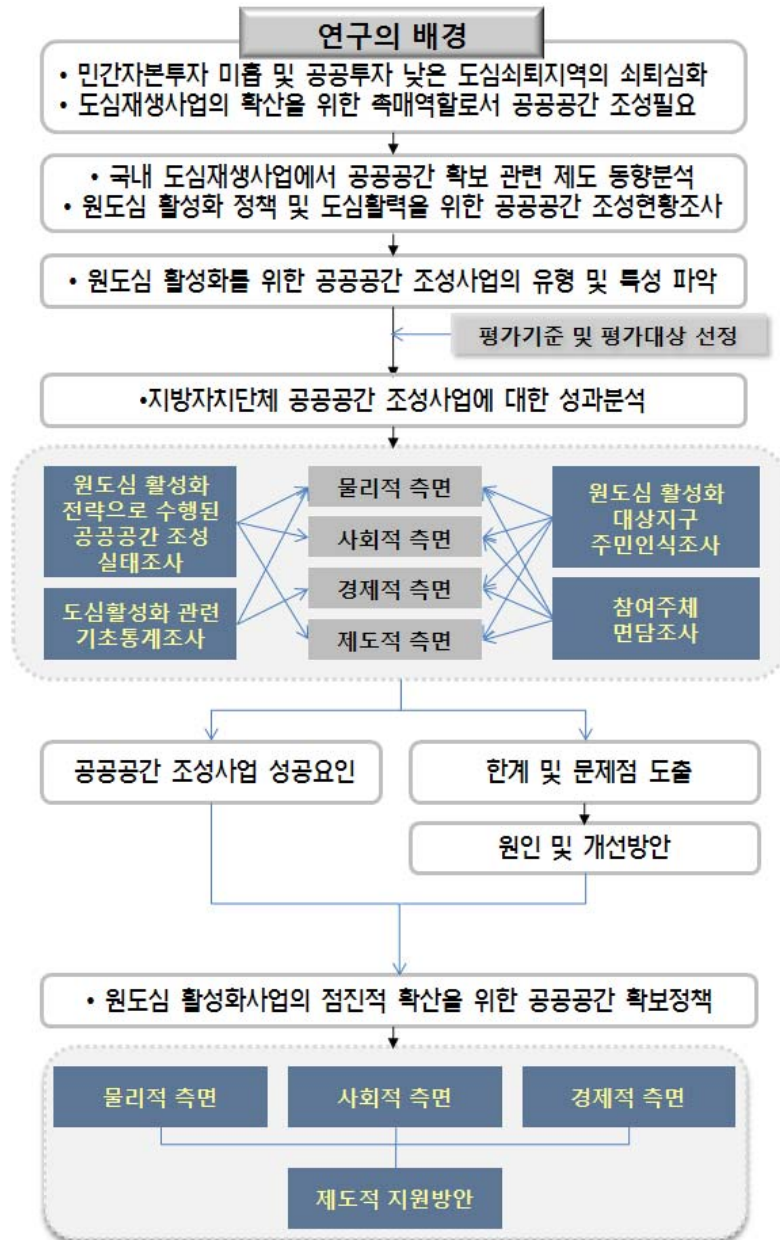 연구의 배경
• 민간자본투자 미흡 및 공공투자 낮은 도심쇠퇴지역의 쇠퇴심화
• 도심재생사업의 확산을 위한 촉매역할로서 공공공간 조성필요
• 국내 도심재생사업에서 공공공간 확보 관련 제도 동향분석
• 원도심 활성화 정책 및 도심활력을 위한 공공공간 조성현황조사
• 원도심 활성화를 위한 공공공간 조성사업의 유형 및 특성 파악
평가기준 및 평가대상 선정
•지방자치단체 공공공간 조성사업에 대한 성과분석
원도심 활성화
전략으로 수행된
공공공간 조성
실태조사
도심활성화 관련
기초통계조사
물리적 측면
사회적 측면
경제적 측면
제도적 측면
원도심 활성화
대상지구
주민인식조사
참여주체
면담조사
공공공간 조성사업 성공요인
한계 및 문제점 도출
원인 및 개선방안
• 원도심 활성화사업의 점진적 확산을 위한 공공공간 확보정책
물리적 측면
사회적 측면
경제적 측면
제도적 지원방안